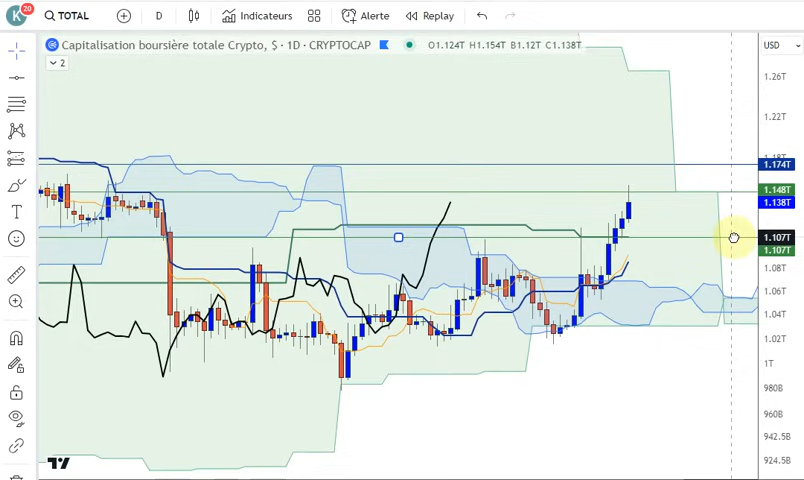 K
20
TOTAL
D
Indicateurs
Alerte
Replay
Capitalisation boursière totale Crypto, $ · 1D · CRYPTOCAP
O1.124T H1.154T B1.12T C1.138T
2
USD
1.26T
1.22T
1.18T
1.174T
1.148T
1.138T
1.107T
1.107T
1.08T
1.06T
1.04T
1.02T
1T
980B
960B
942.5B
924.5B